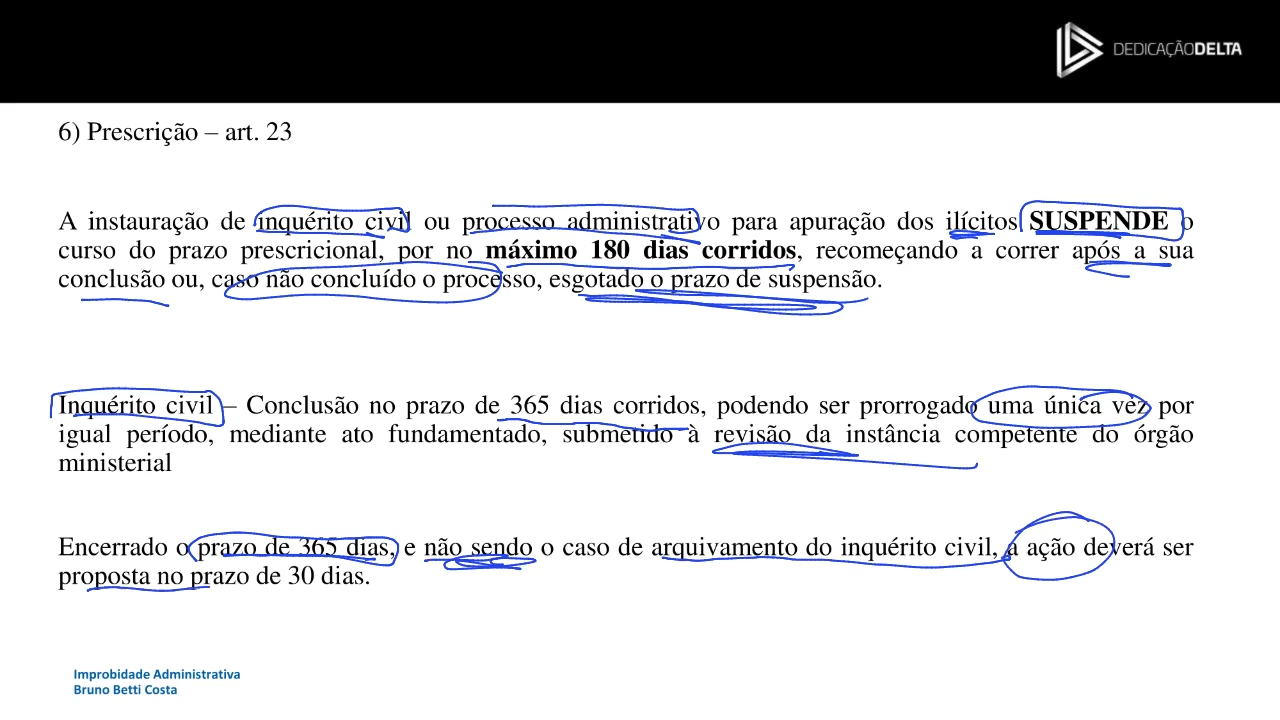 DEDICAÇÃODELTA
6) Prescrição – art. 23
A instauração de inquérito civil ou processo administrativo para apuração dos ilícitos SUSPENDE o
curso do prazo prescricional, por no máximo 180 dias corridos, recomeçando a correr após a sua
conclusão ou, caso não concluído o processo, esgotado o prazo de suspensão.
Inquérito civil – Conclusão no prazo de 365 dias corridos, podendo ser prorrogado uma única vez por
igual período, mediante ato fundamentado, submetido à revisão da instância competente do órgão
ministerial
Encerrado o prazo de 365 dias, e não sendo o caso de arquivamento do inquérito civil, a ação deverá ser
proposta no prazo de 30 dias.
Improbidade Administrativa
Bruno Betti Costa